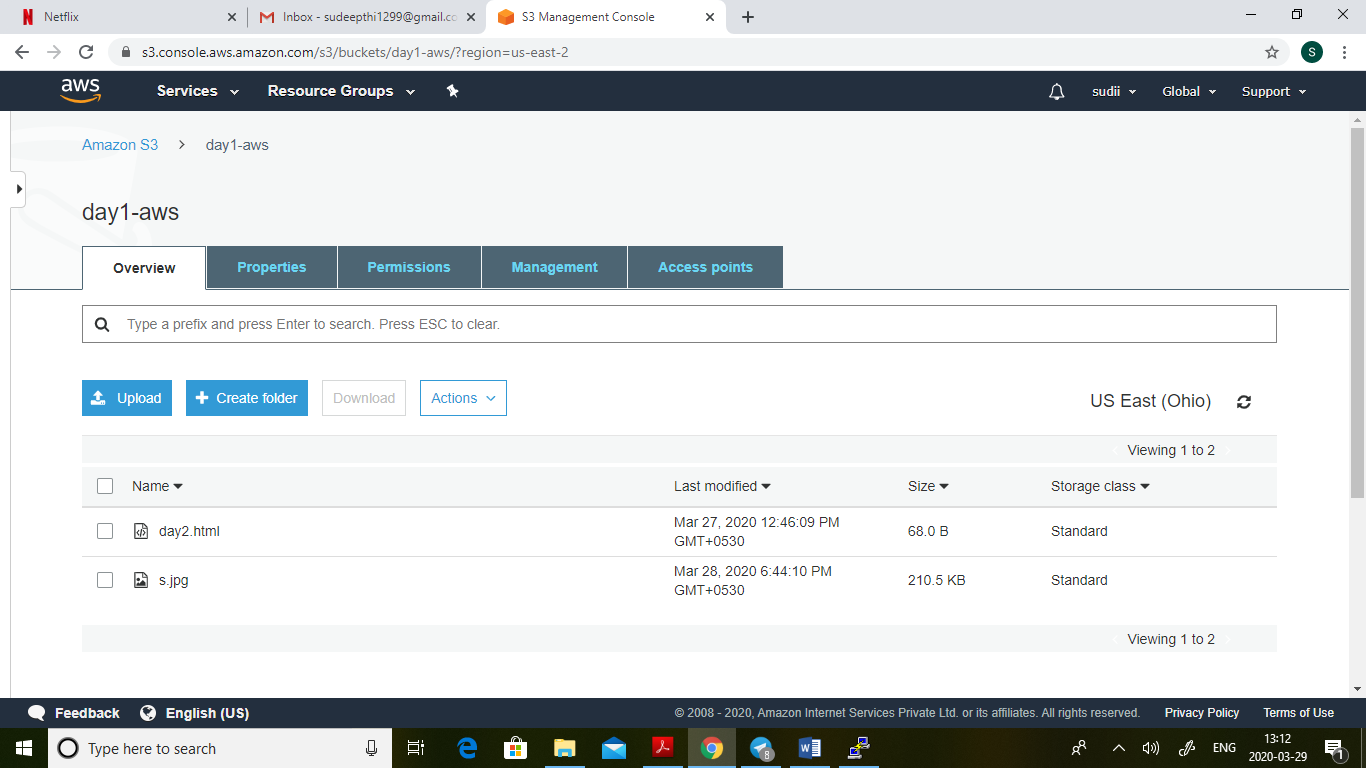 Netflix
Inbox - sudeepthi1299@gmail.co
S3 Management Console
s3.console.aws.amazon.com/s3/buckets/day1-aws/?region=us-east-2
S
aws
Services
Resource Groups
sudii
Global
Support
Amazon S3 > day1-aws
day1-aws
Overview
Properties
Permissions
Management
Access points
Type a prefix and press Enter to search. Press ESC to clear.
Upload
Create folder
Download
Actions
US East (Ohio)
Viewing 1 to 2
Name
Last modified
Size
Storage class
day2.html
Mar 27, 2020 12:46:09 PM
GMT+0530
68.0 B
Standard
s.jpg
Mar 28, 2020 6:44:10 PM
GMT+0530
210.5 KB
Standard
Viewing 1 to 2
Feedback
English (US)
© 2008 - 2020, Amazon Internet Services Private Ltd. or its affiliates. All rights reserved.
Privacy Policy
Terms of Use
Type here to search
8
ENG
13:12
2020-03-29
1